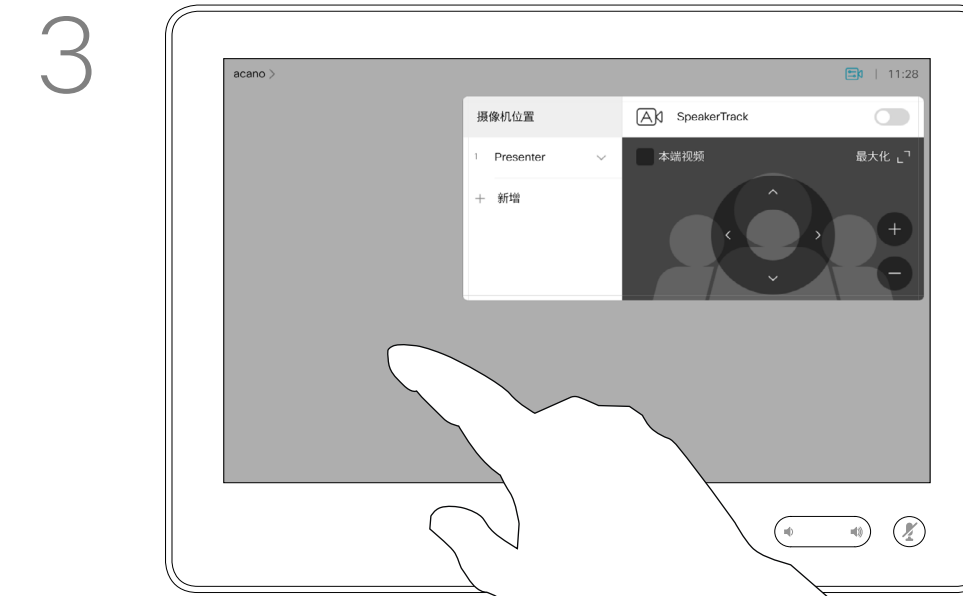 3
acano >
11:28
摄像机位置
SpeakerTrack
1 Presenter
本端视频
最大化
+ 新增